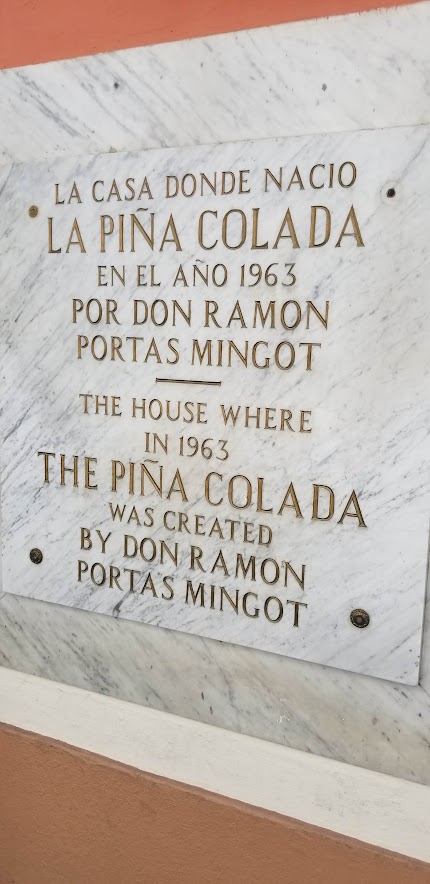 LA CASA DONDE NACIO
LA PIÑA COLADA
EN EL AÑO 1963
POR DON RAMON
PORTAS MINGOT
THE HOUSE WHERE
IN 1963
THE PIÑA COLADA
WAS CREATED
BY DON RAMON
PORTAS MINGOT